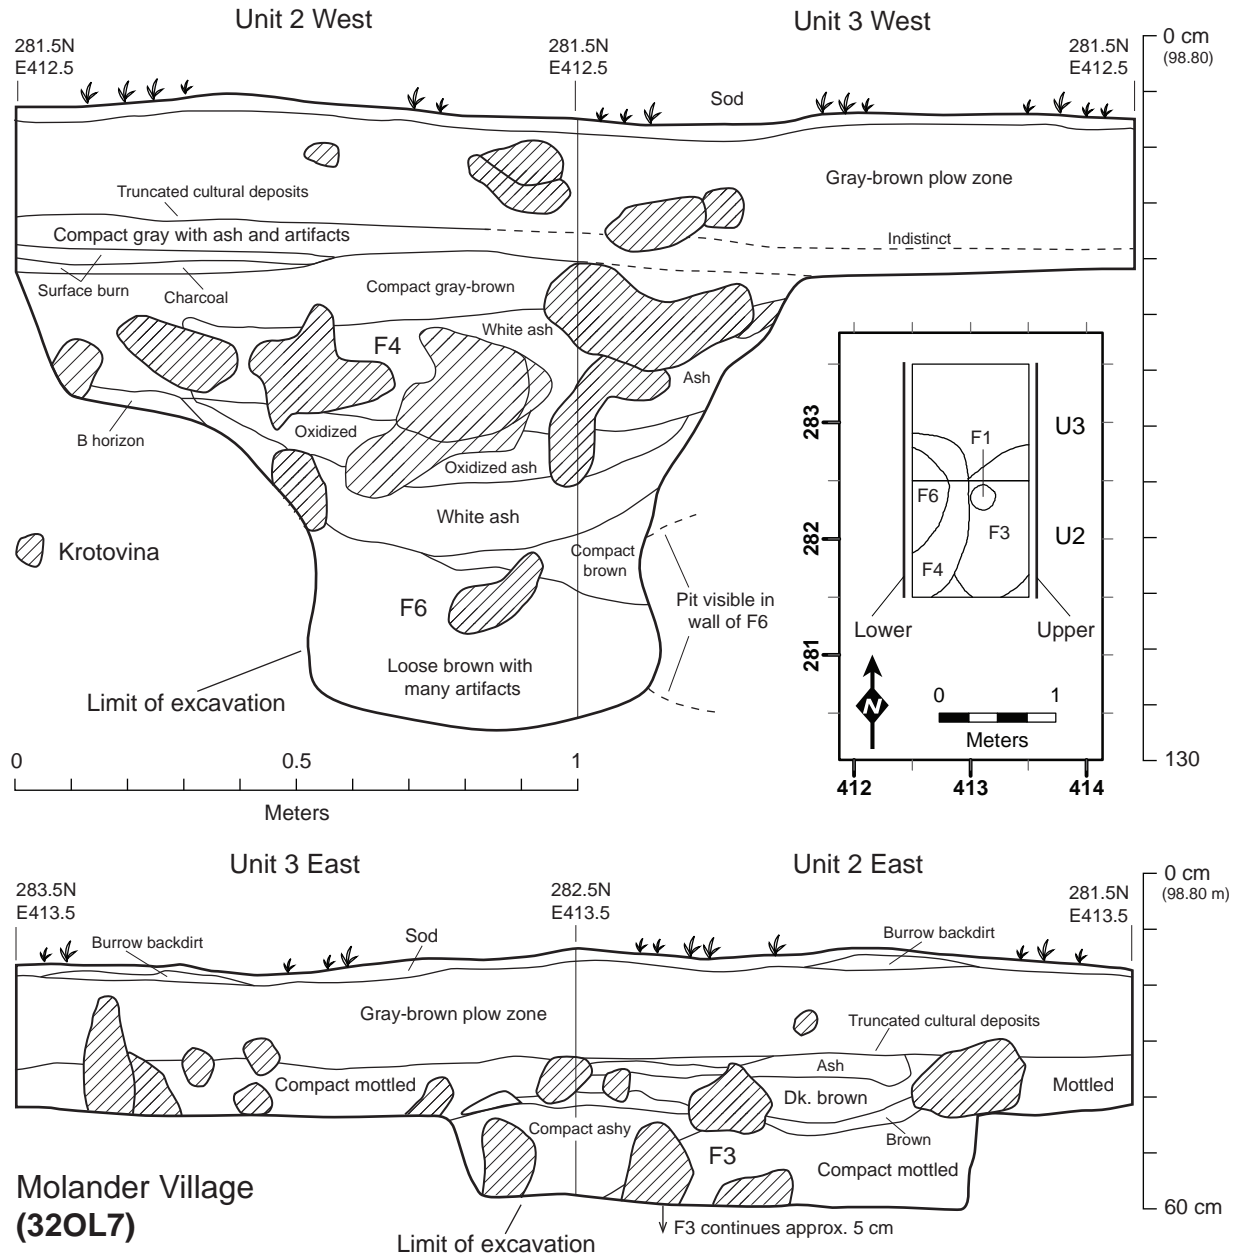 Unit 2 West
Unit 3 West
281.5N
E412.5
281.5N
E412.5
281.5N
E412.5
0 cm
(98.80)
Sod
Gray-brown plow zone
Truncated cultural deposits
Compact gray with ash and artifacts
Indistinct
Surface burn
Charcoal
Compact gray-brown
White ash
F4
Ash
B horizon
Oxidized
Oxidized ash
White ash
Krotovina
Compact
brown
F6
Pit visible in
wall of F6
Loose brown with
many artifacts
Limit of excavation
0
0.5
1
Meters
130
283
282
281
F1
U3
F6
F3
U2
F4
Lower
Upper
N
0
1
Meters
412
413
414
Unit 3 East
Unit 2 East
283.5N
E413.5
282.5N
E413.5
281.5N
E413.5
0 cm
(98.80 m)
Burrow backdirt
Sod
Burrow backdirt
Gray-brown plow zone
Truncated cultural deposits
Ash
Compact mottled
Dk. brown
Mottled
Compact ashy
Brown
F3
Compact mottled
Molander Village
(32OL7)
60 cm
F3 continues approx. 5 cm
Limit of excavation